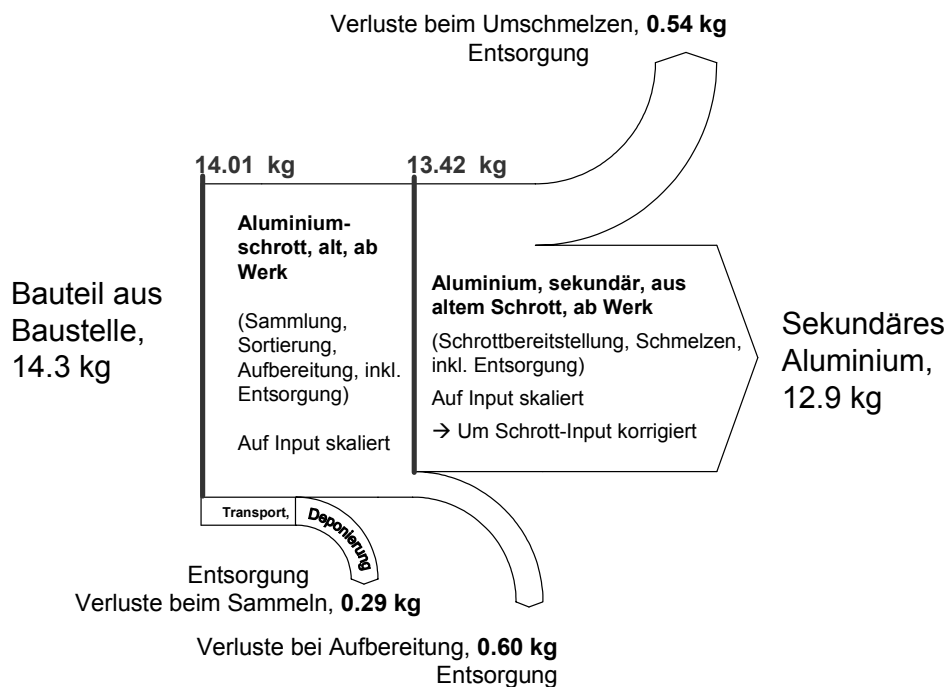 Verluste beim Umschmelzen, 0.54 kg
Entsorgung
14.01 kg
13.42 kg
Aluminium-
schrott, alt, ab
Werk
(Sammlung,
Sortierung,
Aufbereitung, inkl.
Entsorgung)
Auf Input skaliert
Bauteil aus
Baustelle,
14.3 kg
Aluminium, sekundär, aus
altem Schrott, ab Werk
(Schrottbereitstellung, Schmelzen,
inkl. Entsorgung)
Auf Input skaliert
→ Um Schrott-Input korrigiert
Sekundäres
Aluminium,
12.9 kg
Transport,
Deponierung
Entsorgung
Verluste beim Sammeln, 0.29 kg
Verluste bei Aufbereitung, 0.60 kg
Entsorgung